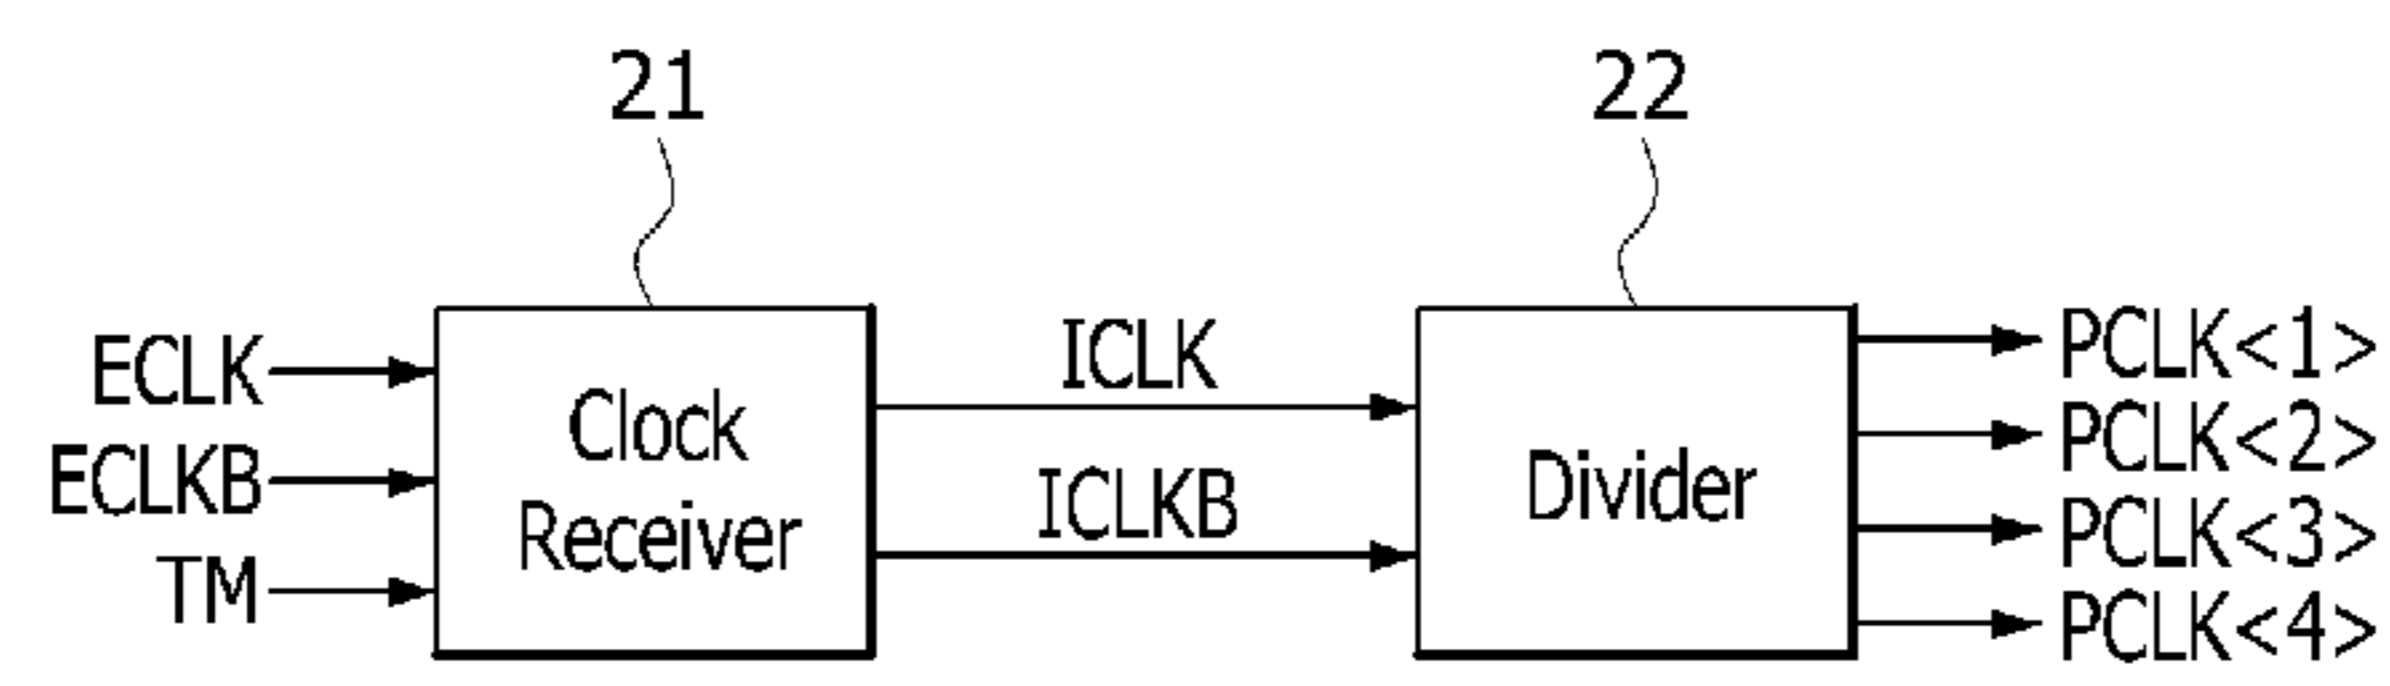 21
22
ECLK
ECLKB
TM
Clock
Receiver
ICLK
ICLKB
Divider
PCLK<1>
PCLK<2>
PCLK<3>
PCLK<4>